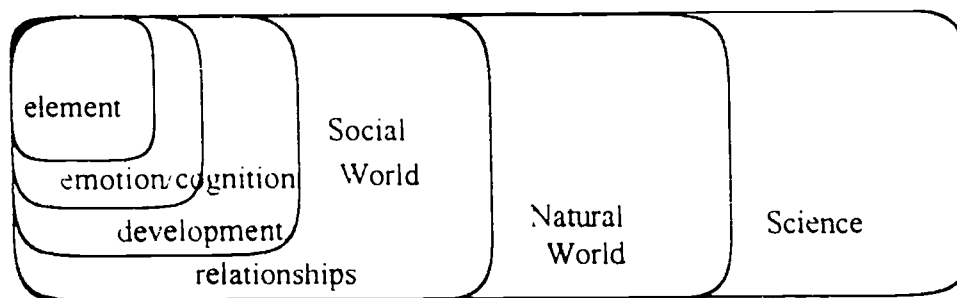 element
emotion/cognition
development
relationships
Social
World
Natural
World
Science